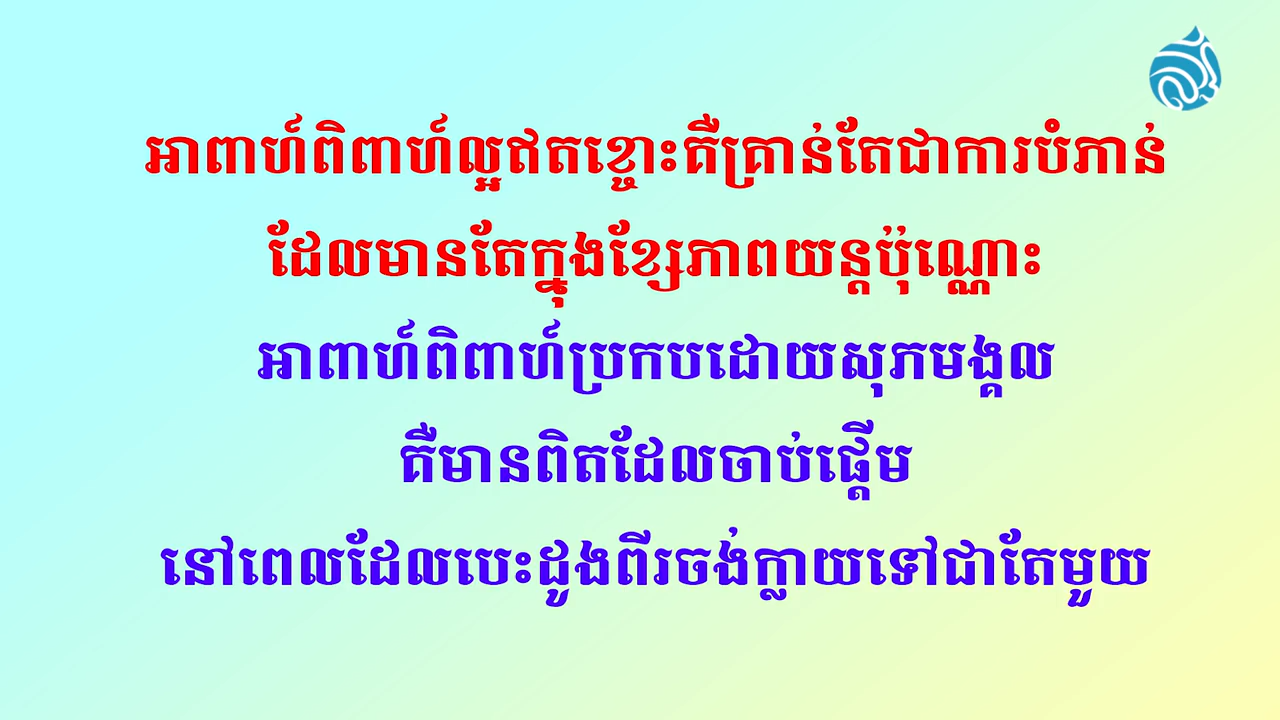 អាពាហ៍ពិពាហ៍ល្អឥតខ្ចោះគឺគ្រាន់តែជាការបំភាន់
ដែលមានតែក្នុងខ្សែភាពយន្តប៉ុណ្ណោះ
អាពាហ៍ពិពាហ៍ប្រកបដោយសុភមង្គល
គឺមានពិតដែលចាប់ផ្ដើម
នៅពេលដែលបេះដូងពីរចង់ក្លាយទៅជាតែមួយ